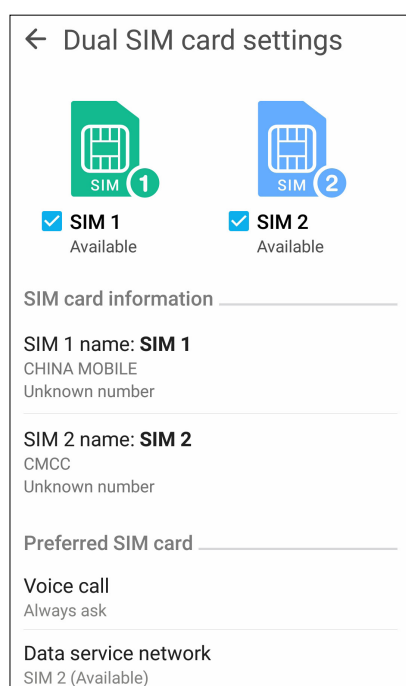 Dual SIM card settings
SIM 1
SIM 2
SIM 1
SIM 2
Available
Available
SIM card information
SIM 1 name: SIM 1
CHINA MOBILE
Unknown number
SIM 2 name: SIM 2
CMCC
Unknown number
Preferred SIM card
Voice call
Always ask
Data service network
SIM 2 (Available)